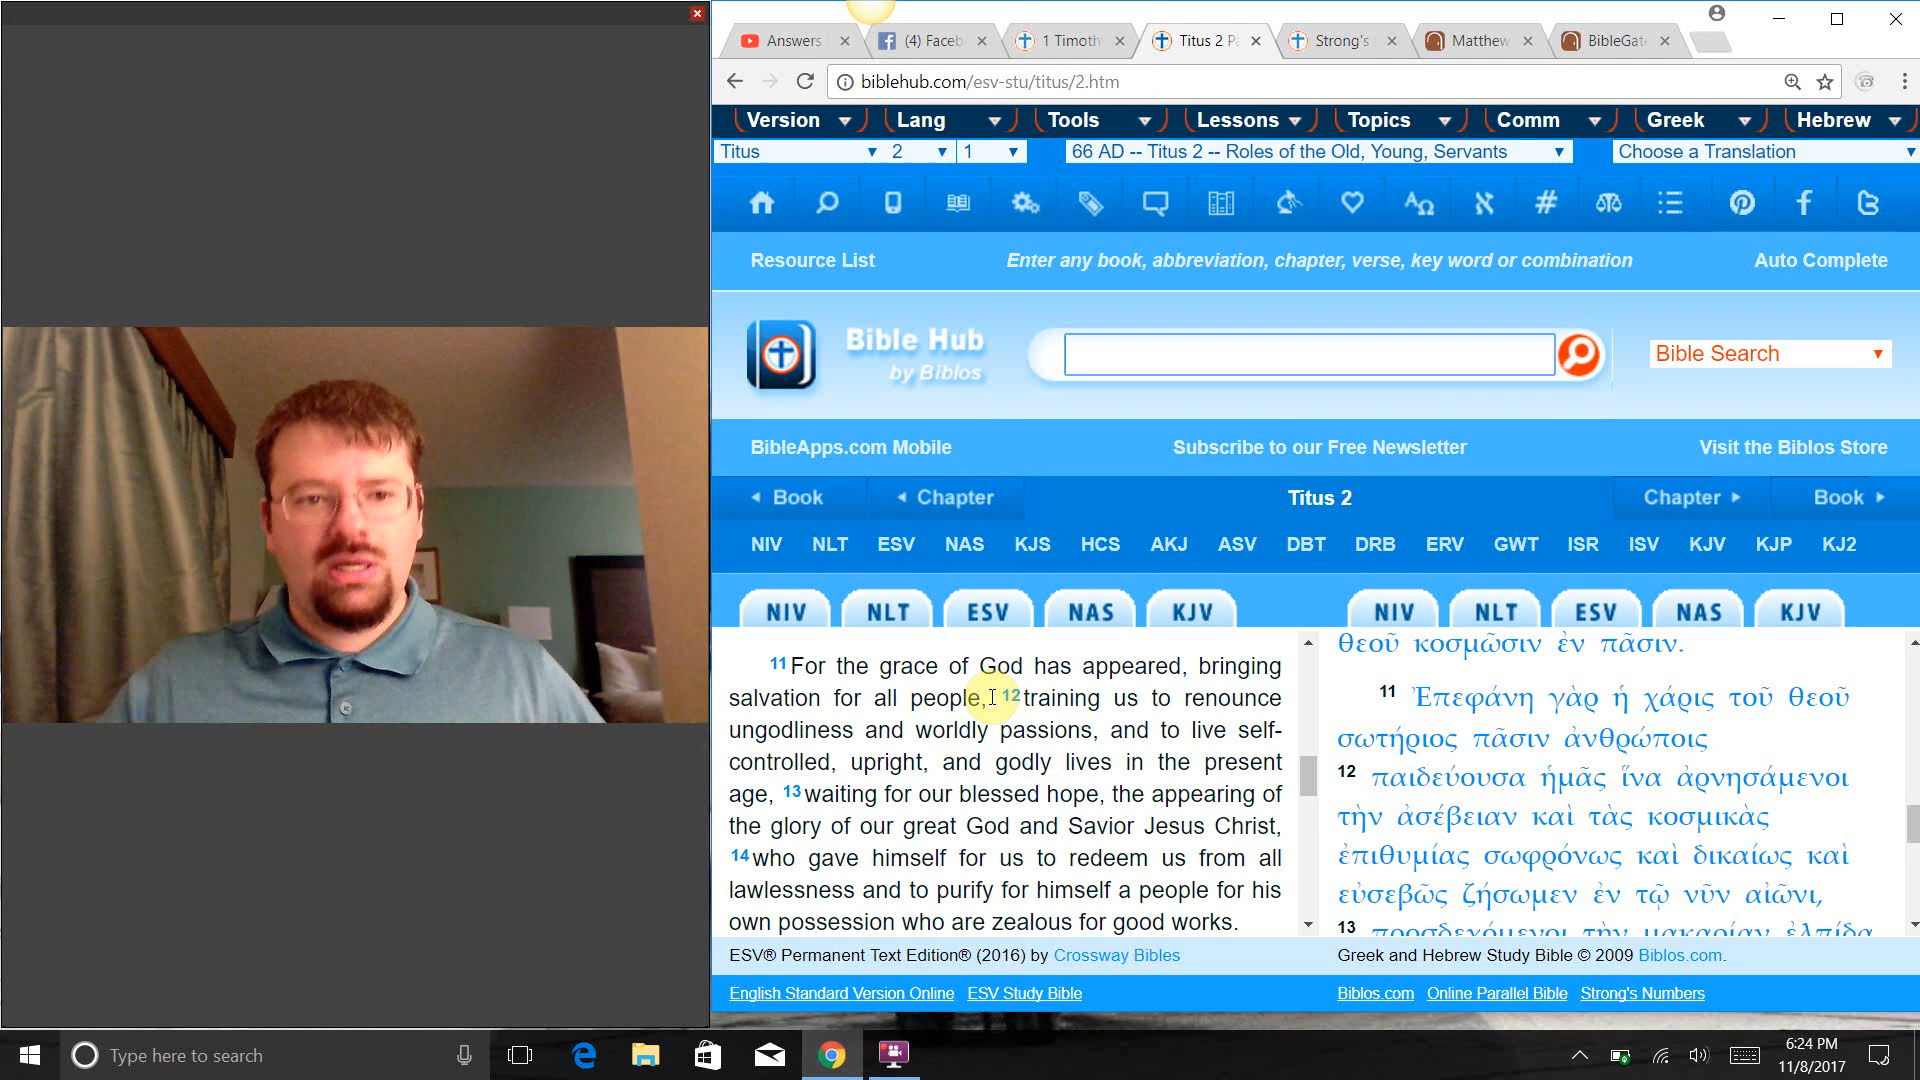 Answers
(4) Faceb
1 Timoth
Titus 2 Pa
Strong's
Matthew
BibleGat
biblehub.com/esv-stu/titus/2.htm
Version Lang Tools Lessons Topics Comm Greek Hebrew
Titus 2 1 66 AD -- Titus 2 -- Roles of the Old, Young, Servants Choose a Translation
Resource List Enter any book, abbreviation, chapter, verse, key word or combination Auto Complete
Bible Hub
by Biblos
Bible Search
BibleApps.com Mobile Subscribe to our Free Newsletter Visit the Biblos Store
Book Chapter Titus 2 Chapter Book
NIV NLT ESV NAS KJS HCS AKJ ASV DBT DRB ERV GWT ISR ISV KJV KJP KJ2
NIV NLT ESV NAS KJV NIV NLT ESV NAS KJV
11For the grace of God has appeared, bringing
salvation for all people, 12training us to renounce
ungodliness and worldly passions, and to live self-
controlled, upright, and godly lives in the present
age, 13waiting for our blessed hope, the appearing of
the glory of our great God and Savior Jesus Christ,
14who gave himself for us to redeem us from all
lawlessness and to purify for himself a people for his
own possession who are zealous for good works.
θεοῦ κοσμῶσιν ἐν πᾶσιν.
11 Ἐπεφάνη γὰρ ἡ χάρις τοῦ θεοῦ
σωτήριος πᾶσιν ἀνθρώποις
12 παιδεύουσα ἡμᾶς ἵνα ἀρνησάμενοι
τὴν ἀσέβειαν καὶ τὰς κοσμικὰς
ἐπιθυμίας σωφρόνως καὶ δικαίως καὶ
εὐσεβῶς ζήσωμεν ἐν τῷ νῦν αἰῶνι,
13 προσδεχόμενοι τὴν μακαρίαν ἐλπίδα
ESV® Permanent Text Edition® (2016) by Crossway Bibles
Greek and Hebrew Study Bible © 2009 Biblos.com.
English Standard Version Online ESV Study Bible
Biblos.com Online Parallel Bible Strong's Numbers
Type here to search
6:24 PM
11/8/2017